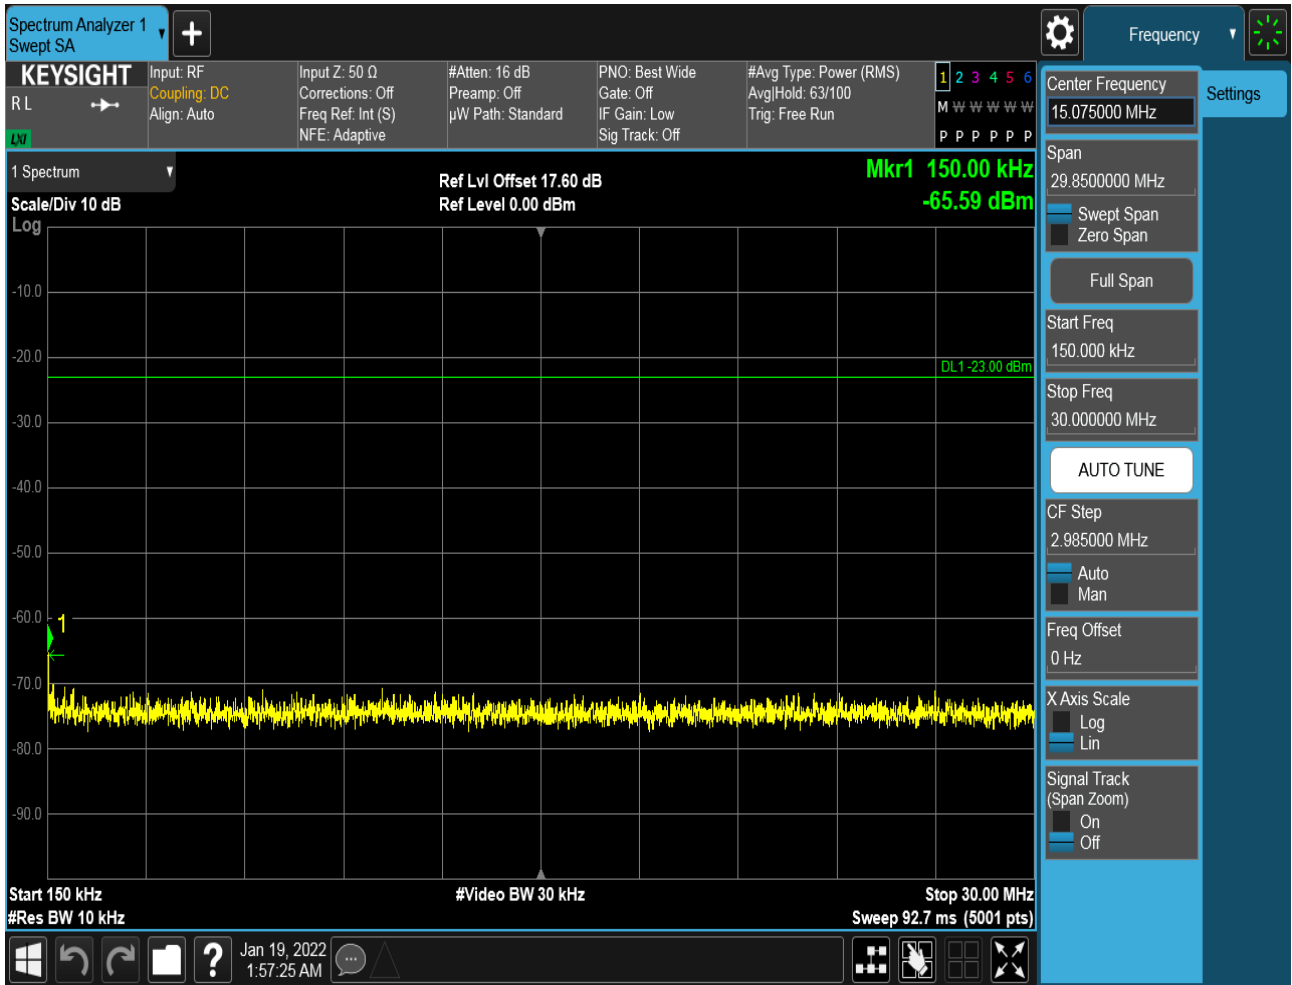 Spectrum Analyzer 1
Swept SA
Frequency
KEYSIGHT
R L
LXI
Input: RF
Coupling: DC
Align: Auto
Input Z: 50 Ω
Corrections: Off
Freq Ref: Int (S)
NFE: Adaptive
#Atten: 16 dB
Preamp: Off
µW Path: Standard
PNO: Best Wide
Gate: Off
IF Gain: Low
Sig Track: Off
#Avg Type: Power (RMS)
Avg|Hold: 63/100
Trig: Free Run
1 2 3 4 5 6
M W W W W W
P P P P P P
Center Frequency
15.075000 MHz
Settings
Span
29.8500000 MHz
Swept Span
Zero Span
Full Span
Start Freq
150.000 kHz
Stop Freq
30.000000 MHz
AUTO TUNE
CF Step
2.985000 MHz
Auto
Man
Freq Offset
0 Hz
X Axis Scale
Log
Lin
Signal Track
(Span Zoom)
On
Off
1 Spectrum
Scale/Div 10 dB
Log
Ref Lvl Offset 17.60 dB
Ref Level 0.00 dBm
Mkr1 150.00 kHz
-65.59 dBm
-10.0
-20.0
DL1 -23.00 dBm
-30.0
-40.0
-50.0
-60.0
1
-70.0
-80.0
-90.0
Start 150 kHz
#Video BW 30 kHz
Stop 30.00 MHz
#Res BW 10 kHz
Sweep 92.7 ms (5001 pts)
?
Jan 19, 2022
1:57:25 AM